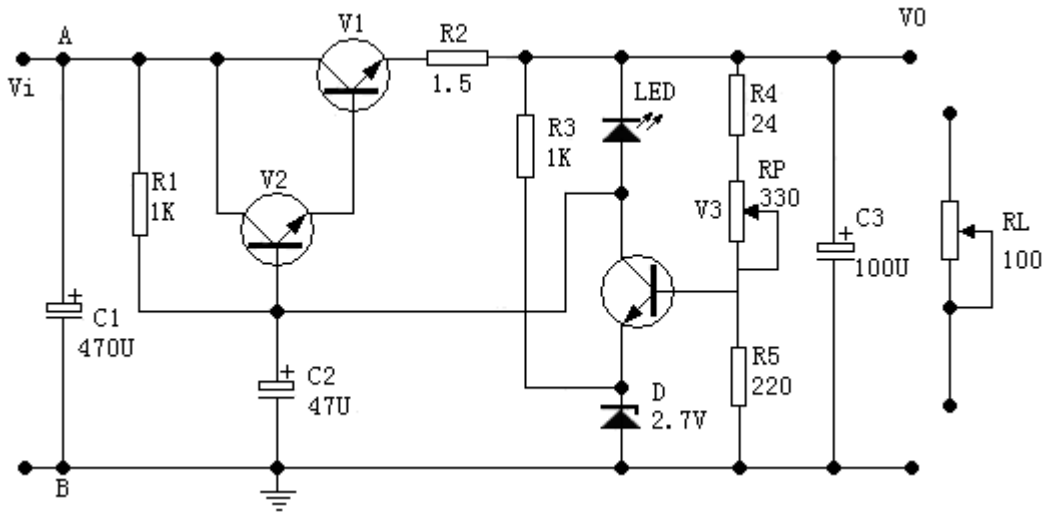 V1
V0
A
R2
Vi
1.5
LED
R4
24
R3
1K
V2
R1
1K
RP
330
V3
C3
100U
RL
100
C1
470U
C2
47U
R5
220
D
2.7V
B
+
+
+